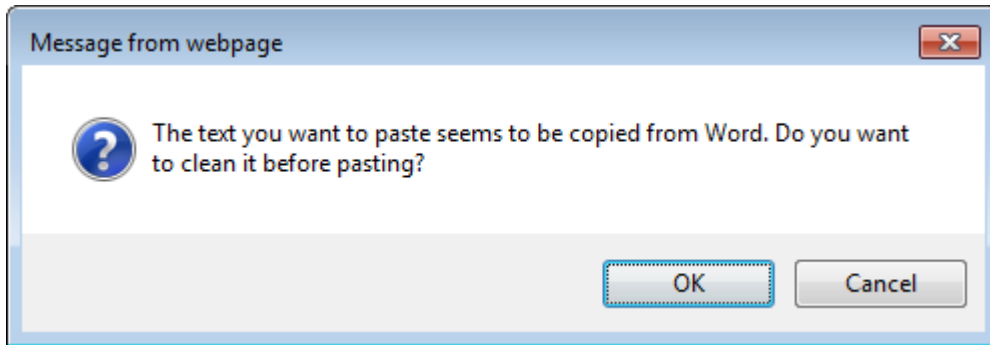 Message from webpage
The text you want to paste seems to be copied from Word. Do you want
to clean it before pasting?
OK
Cancel